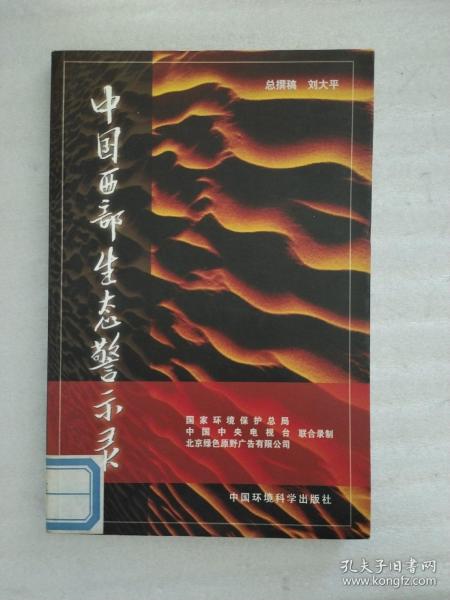 总撰稿 刘大平
中国西部生态警示录
国家环境保护总局
中国中央电视台 联合录制
北京绿色原野广告有限公司
中国环境科学出版社
孔夫子旧书网
www.kongfz.com